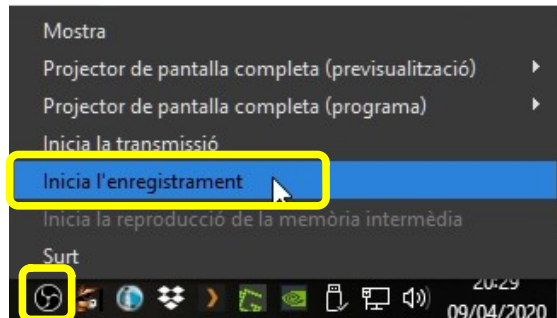 Mostra
Projector de pantalla completa (previsualització)
Projector de pantalla completa (programa)
Inicia la transmissió
Inicia l'enregistrament
Inicia la reproducció de la memòria intermèdia
Surt
20:29
09/04/2020